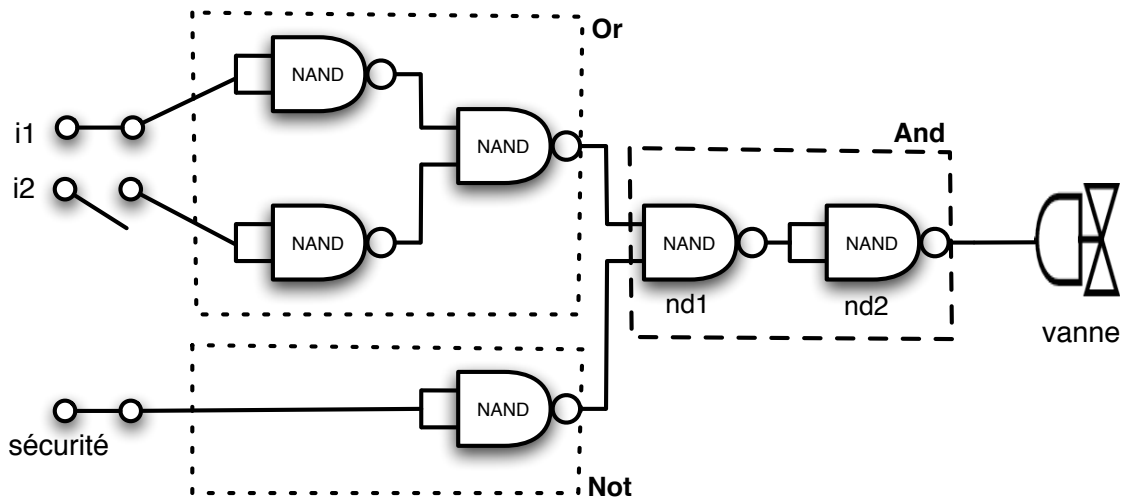 Or
NAND
i1
NAND
And
i2
NAND
NAND
NAND
nd1
nd2
vanne
NAND
sécurité
Not